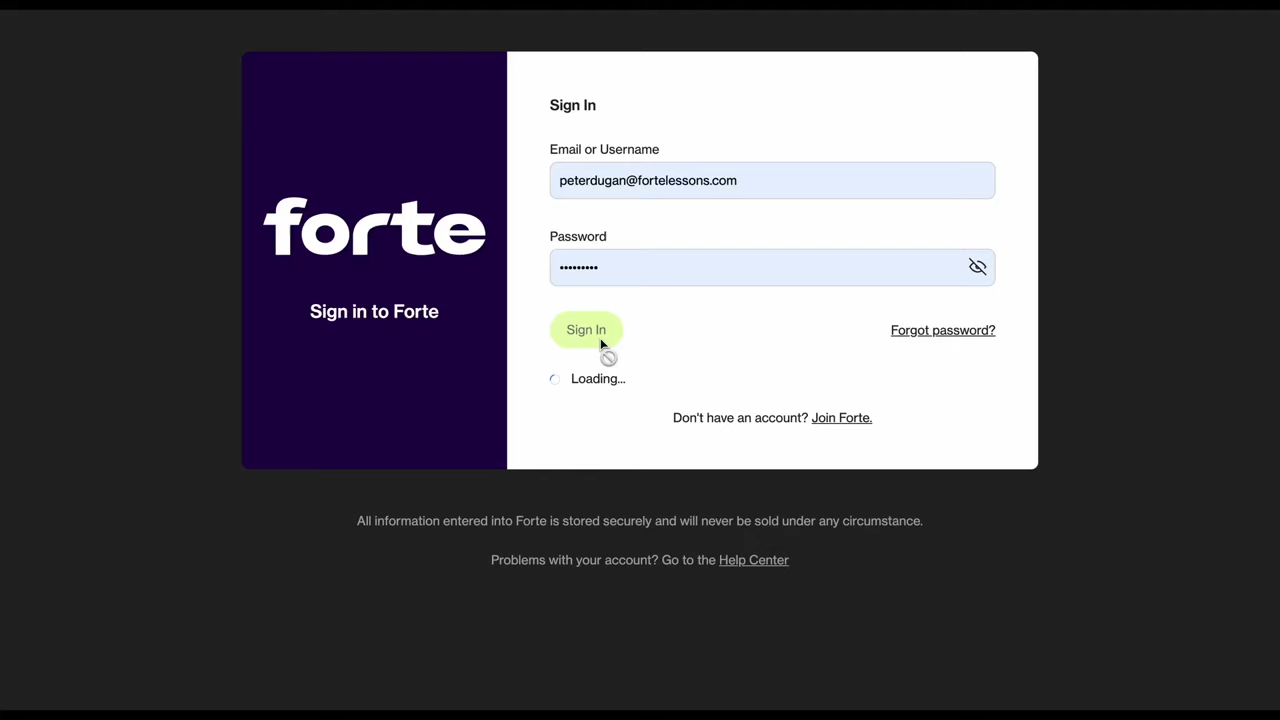 forte
Sign in to Forte
Sign In
Email or Username
peterdugan@fortelessons.com
Password
•••••••••
Sign In
Forgot password?
Loading...
Don't have an account? Join Forte.
All information entered into Forte is stored securely and will never be sold under any circumstance.
Problems with your account? Go to the Help Center